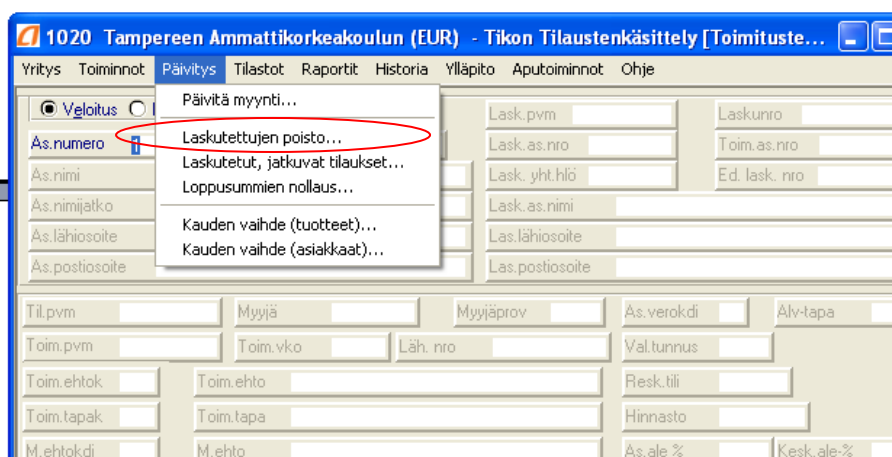 1020 Tampereen Ammattikorkeakoulun (EUR) - Tikon Tilaustenkäsittely [Toimituste...
Yritys Toiminnot Päivitys Tilastot Raportit Historia Ylläpito Aputoiminnot Ohje
Veloitus
Päivitä myynti...
Laskutettujen poisto...
Laskutetut, jatkuvat tilaukset...
Loppusummien nollaus...
Kauden vaihde (tuotteet)...
Kauden vaihde (asiakkaat)...
Lask.pvm Laskunro
As.numero Lask.as.nro Toim.as.nro
As.nimi Lask. yht.hlö Ed. lask. nro
As.nimijatko Lask.as.nimi
As.lähiosoite Las.lähiosoite
As.postiosoite Las.postiosoite
Til.pvm Myyjä Myyjäprov As.verokdi Alv-tapa
Toim.pvm Toim.vko Läh. nro Val.tunnus
Toim.ehtok Toim.ehto Resk.tili
Toim.tapak Toim.tapa Hinnasto
M.ehtokdi M.ehto As.ale % Kesk.ale-%